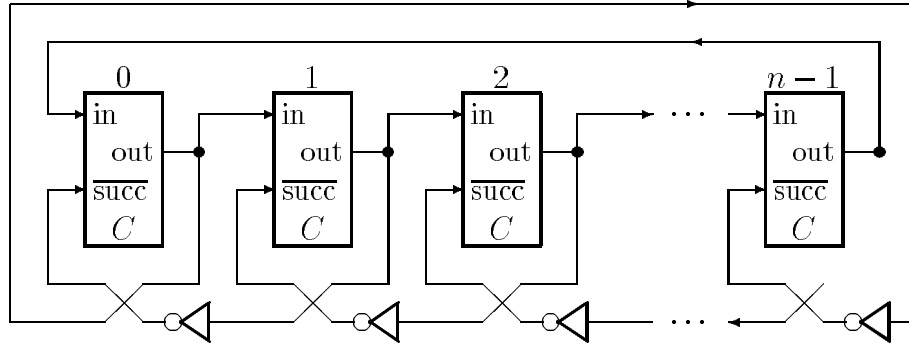 0 1 2 n − 1
in in in · · · in
out out out out
succ succ succ succ
C C C C
· · ·